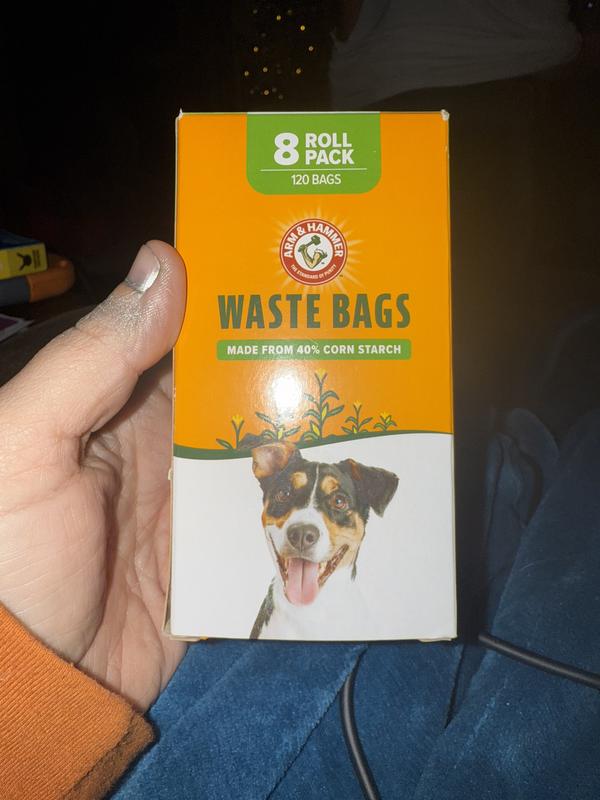 8 ROLL
PACK
120 BAGS
ARM & HAMMER
THE STANDARD OF PURITY
WASTE BAGS
MADE FROM 40% CORN STARCH